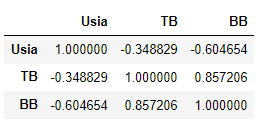 Usia TB BB
Usia 1.000000 -0.348829 -0.604654
TB -0.348829 1.000000 0.857206
BB -0.604654 0.857206 1.000000